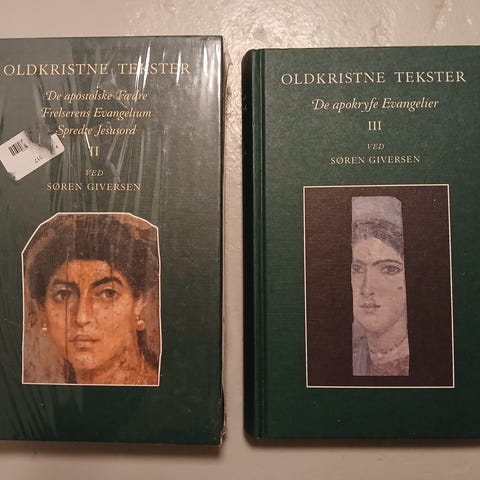 OLDKRISTNE TEKSTER
De apostolske Fædre
Frelserens Evangelium
Spredte Jesusord
II
VED
SØREN GIVERSEN
OLDKRISTNE TEKSTER
De apokryfe Evangelier
III
VED
SØREN GIVERSEN